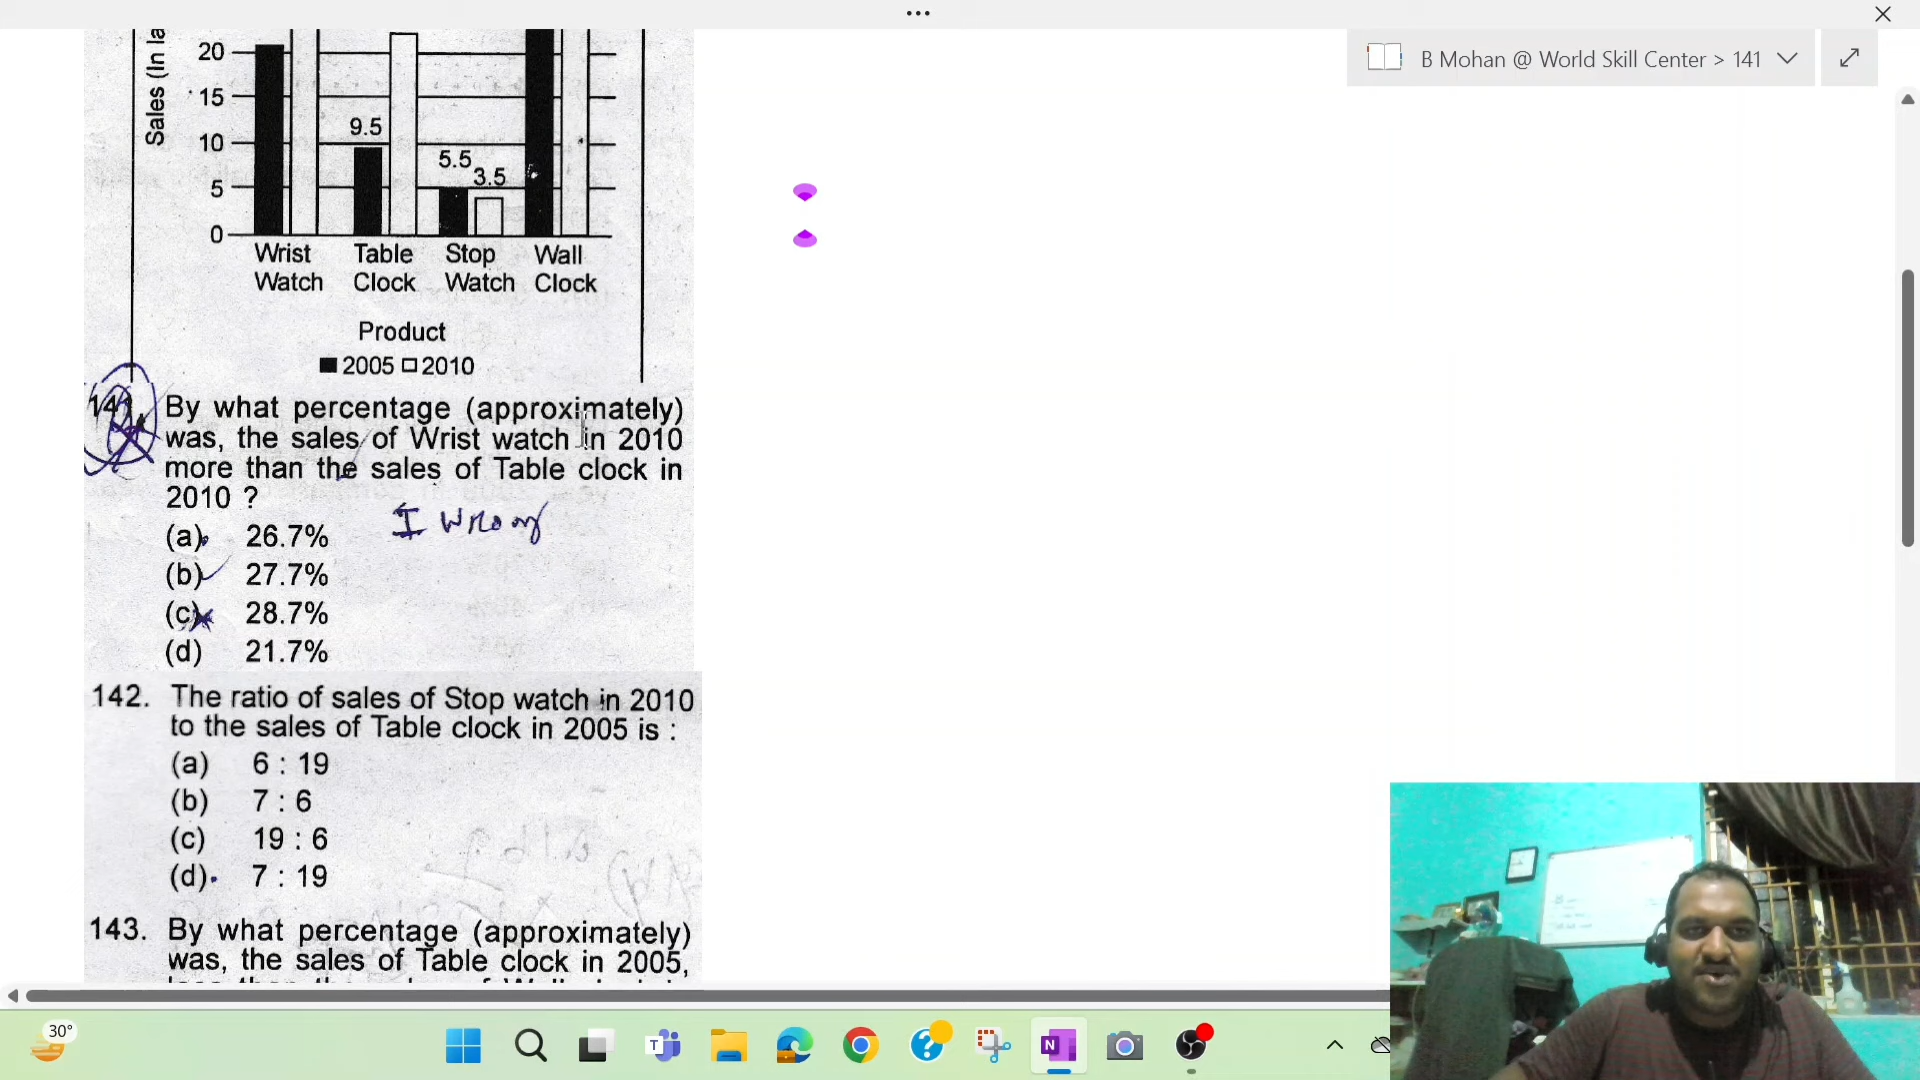 B Mohan @ World Skill Center > 141
Sales (In la
20
15
10
5
0
9.5
5.5
3.5
Wrist Watch
Table Clock
Stop Watch
Wall Clock
Product
2005 2010
141. By what percentage (approximately)
was, the sales of Wrist watch in 2010
more than the sales of Table clock in
2010 ?
I wrong
(a) 26.7%
(b) 27.7%
(c) 28.7%
(d) 21.7%
142. The ratio of sales of Stop watch in 2010
to the sales of Table clock in 2005 is :
(a) 6 : 19
(b) 7 : 6
(c) 19 : 6
(d) 7 : 19
143. By what percentage (approximately)
was, the sales of Table clock in 2005,
30°